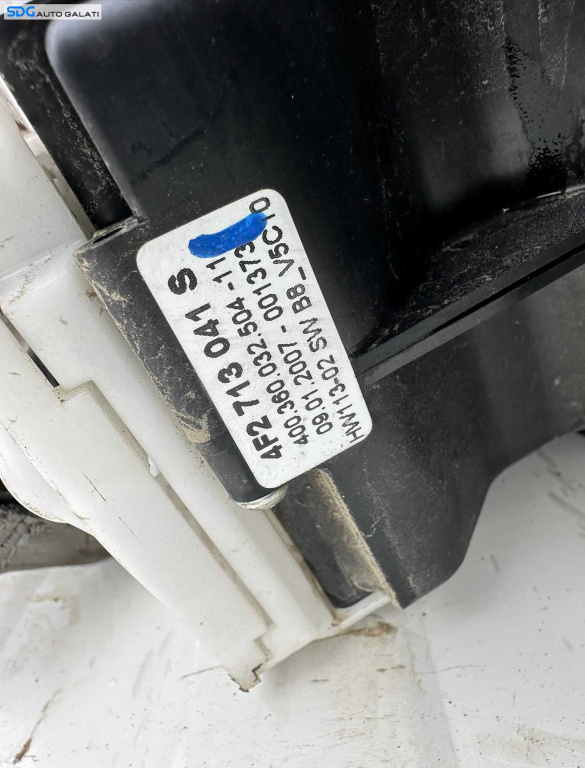 SDG AUTO GALATI
4F2 713 041 S
400.360.032.504 -11
09.01.2007 - 001373
HW113-02 SW B8_V5C10